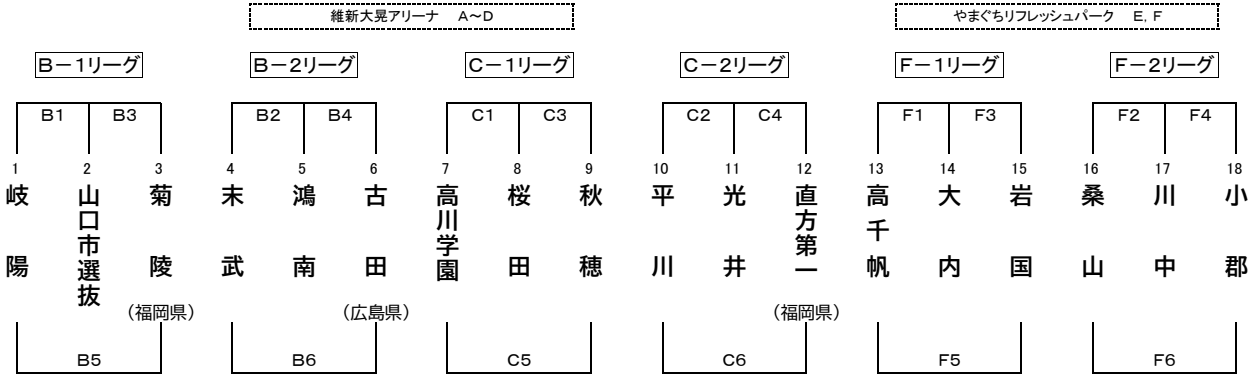 維新大晃アリーナ A～D
やまぐちリフレッシュパーク E, F
B－1リーグ
B－2リーグ
C－1リーグ
C－2リーグ
F－1リーグ
F－2リーグ
B1 B3 B2 B4 C1 C3 C2 C4 F1 F3 F2 F4
1 2 3 4 5 6 7 8 9 10 11 12 13 14 15 16 17 18
岐陽
山口市選抜
菊陵
（福岡県）
末武
鴻南
古田
（広島県）
高川学園
桜田
秋穂
平川
光井
直方第一
（福岡県）
高千帆
大内
岩国
桑山
川中
小郡
B5 B6 C5 C6 F5 F6